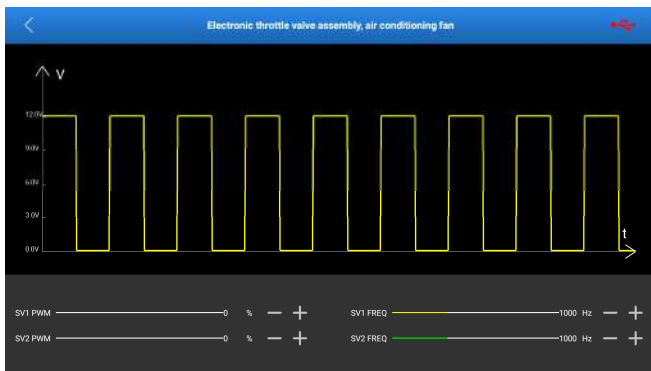 Electronic throttle valve assembly, air conditioning fan
V
12.0V
9.0V
6.0V
3.0V
0.0V
t
SV1 PWM 0 % SV1 FREQ 1000 Hz
SV2 PWM 0 % SV2 FREQ 1000 Hz